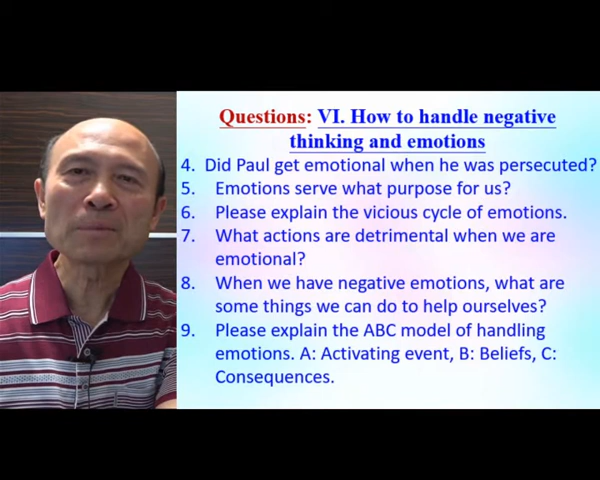 Questions: VI. How to handle negative
thinking and emotions
4. Did Paul get emotional when he was persecuted?
5. Emotions serve what purpose for us?
6. Please explain the vicious cycle of emotions.
7. What actions are detrimental when we are
emotional?
8. When we have negative emotions, what are
some things we can do to help ourselves?
9. Please explain the ABC model of handling
emotions. A: Activating event, B: Beliefs, C:
Consequences.